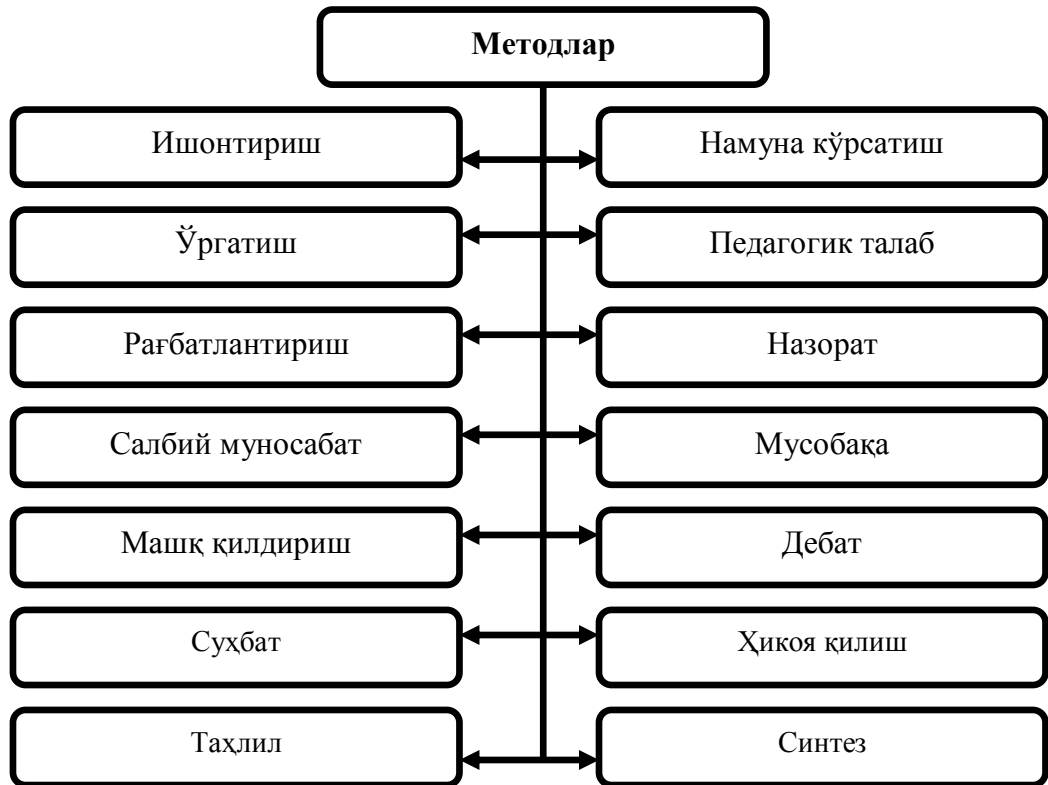 Методлар
Ишонтириш
Намуна кўрсатиш
Ўргатиш
Педагогик талаб
Рағбатлантириш
Назорат
Салбий муносабат
Мусобақа
Машқ қилдириш
Дебат
Суҳбат
Ҳикоя қилиш
Таҳлил
Синтез